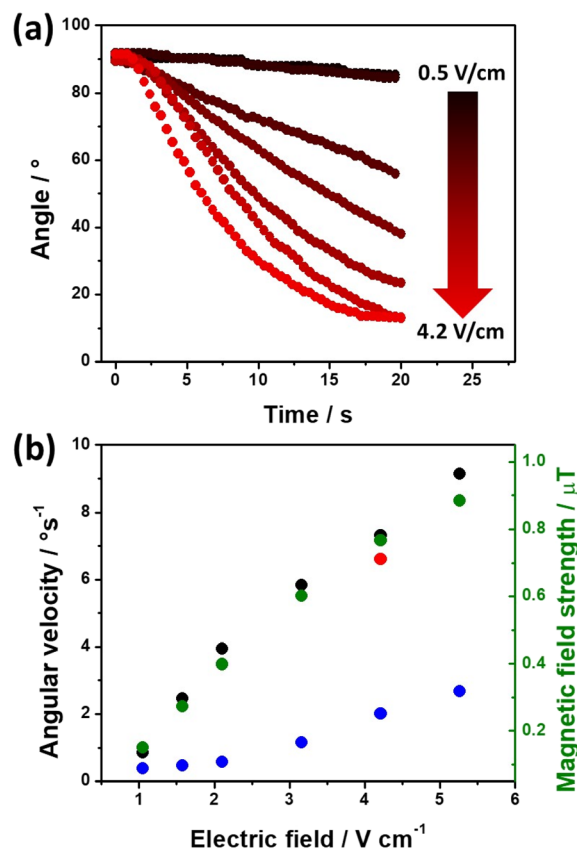 (a)
100
80
60
40
20
0
Angle / °
0.5 V/cm
4.2 V/cm
0 5 10 15 20 25
Time / s
(b)
10
8
6
4
2
0
Angular velocity / °s-1
1.0
0.8
0.6
0.4
0.2
Magnetic field strength / μT
1 2 3 4 5 6
Electric field / V cm-1